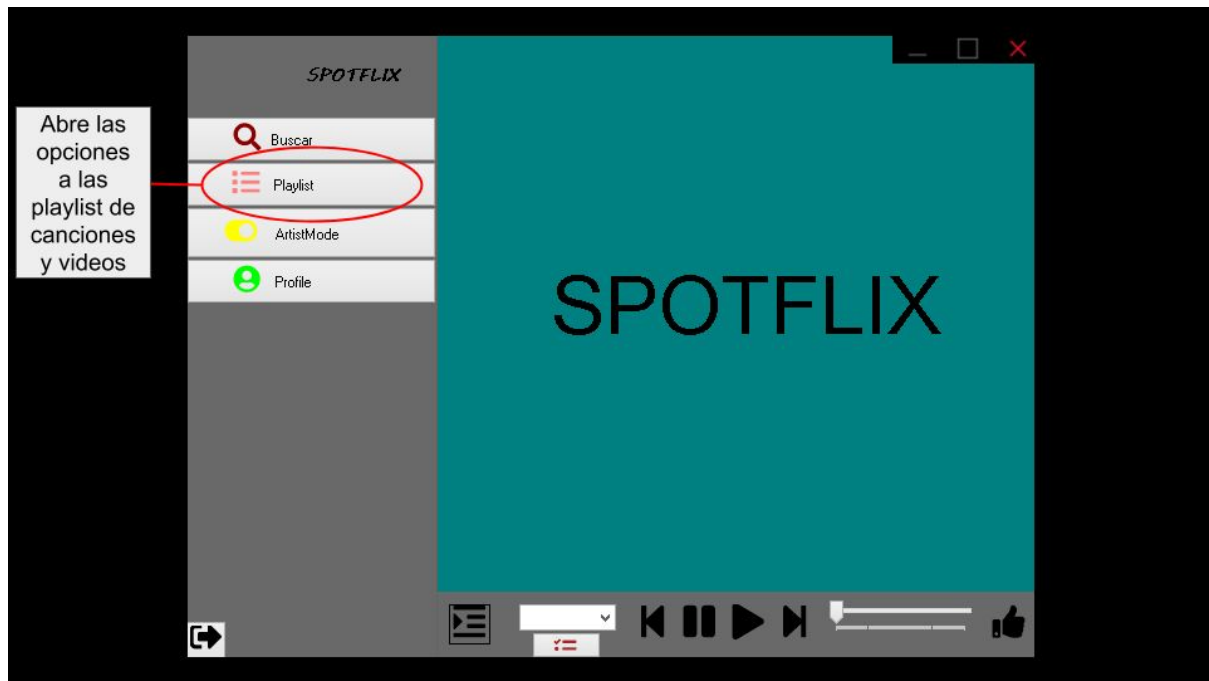 SPOTFLIX
Abre las
opciones
a las
playlist de
canciones
y videos
Buscar
Playlist
ArtistMode
Profile
SPOTFLIX